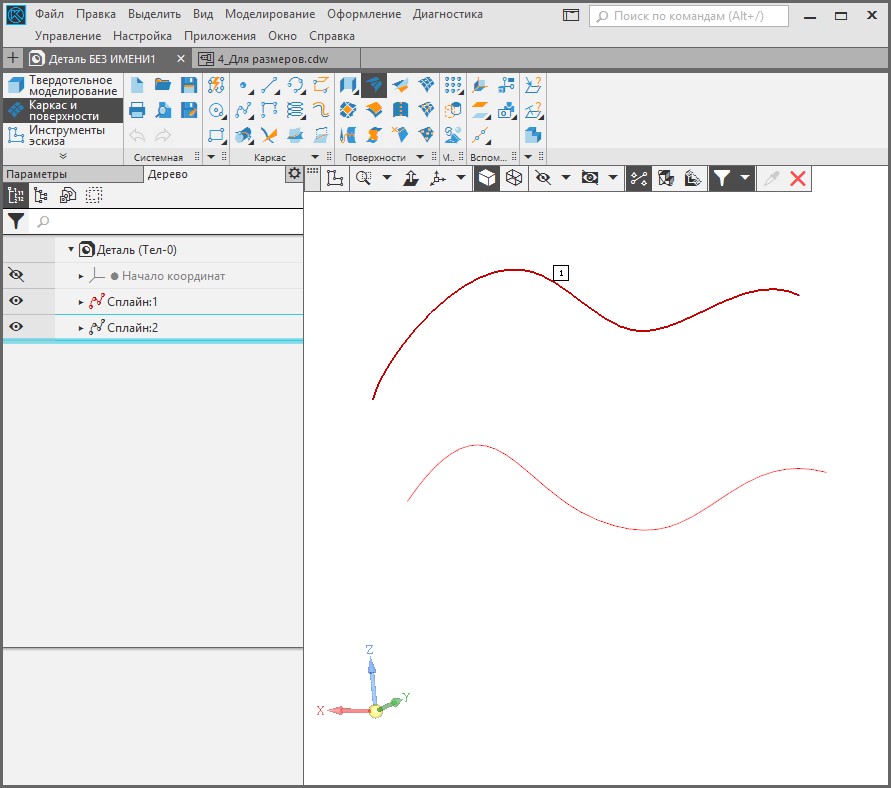 Файл Правка Выделить Вид Моделирование Оформление Диагностика
Поиск по командам (Alt+/)
Управление Настройка Приложения Окно Справка
Деталь БЕЗ ИМЕНИ1
4_Для размеров.cdw
Твердотельное
моделирование
Каркас и
поверхности
Инструменты
эскиза
Системная Каркас Поверхности М... Вспом...
Параметры
Дерево
Деталь (Тел-0)
Начало координат
Сплайн:1
Сплайн:2
1
Z
Y
X